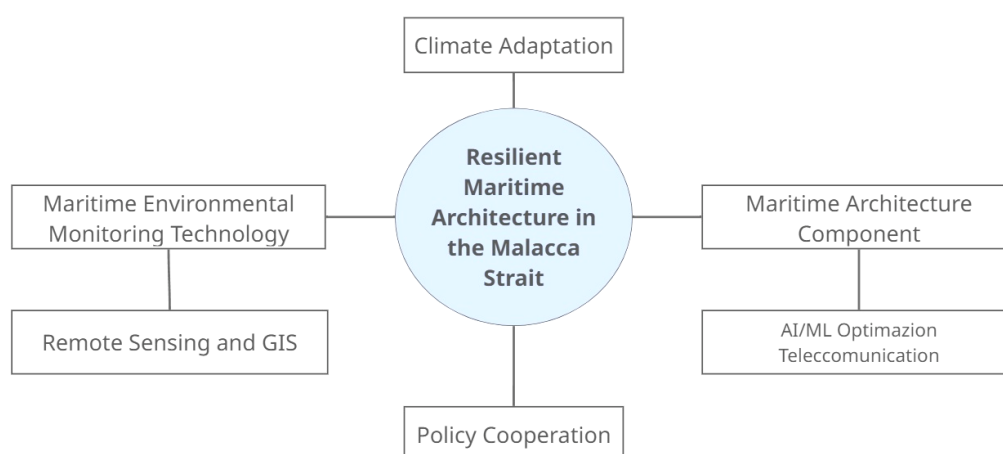 Climate Adaptation
Resilient
Maritime
Architecture in
the Malacca
Strait
Maritime Environmental
Monitoring Technology
Maritime Architecture
Component
Remote Sensing and GIS
AI/ML Optimazion
Teleccomunication
Policy Cooperation